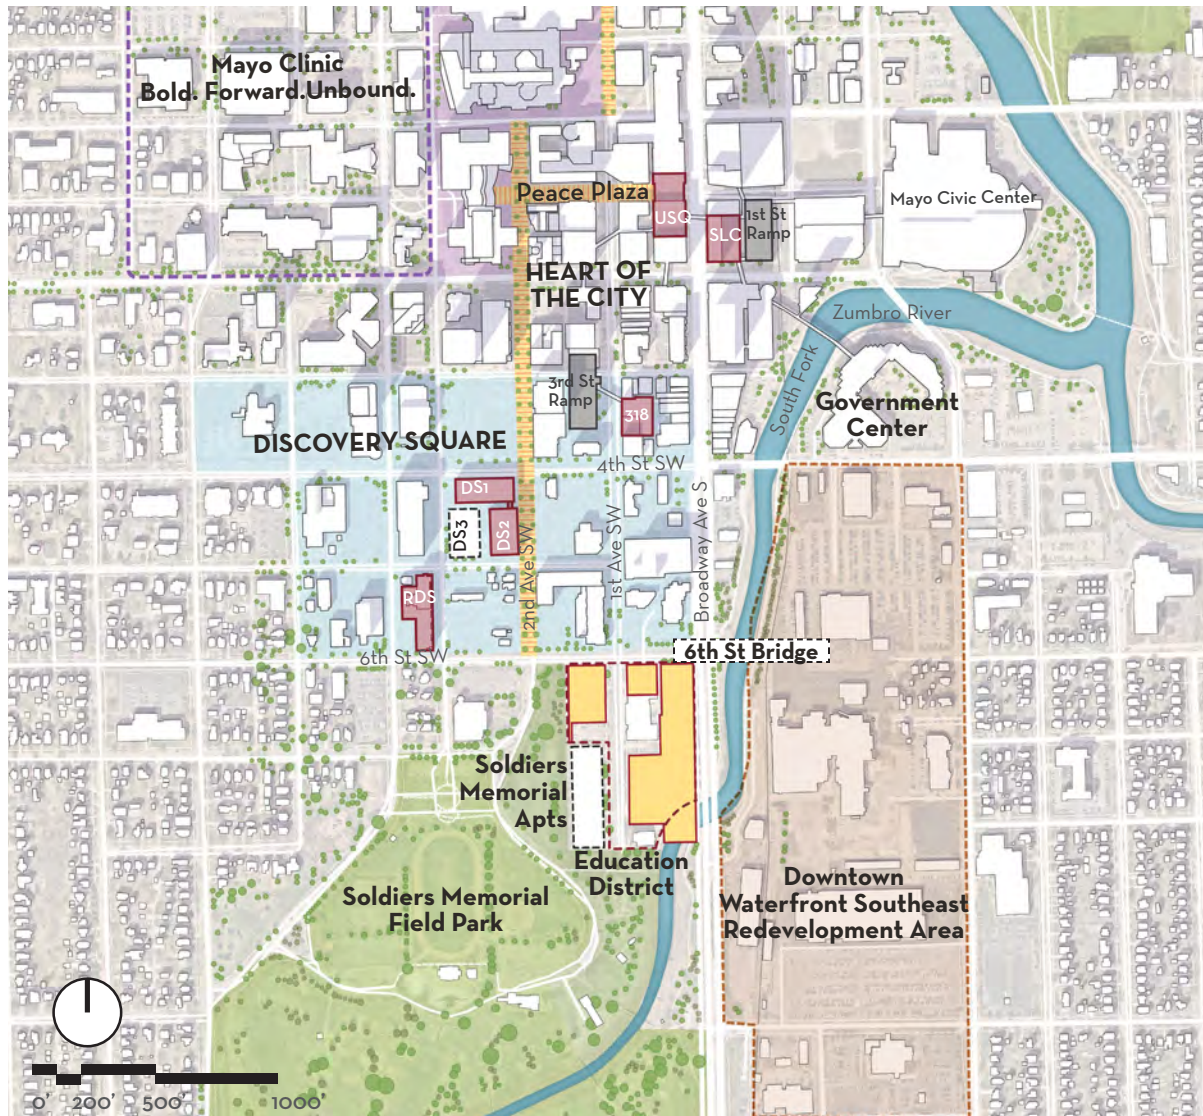 Mayo Clinic
Bold. Forward.Unbound.
Peace Plaza
USQ
SLC
1st St
Ramp
Mayo Civic Center
HEART OF
THE CITY
Zumbro River
South Fork
3rd St
Ramp
318
Government
Center
DISCOVERY SQUARE
4th St SW
DS1
DS2
DS3
2nd Ave SW
1st Ave SW
Broadway Ave S
RDS
6th St SW
6th St Bridge
Soldiers
Memorial
Apts
Education
District
Soldiers Memorial
Field Park
Downtown
Waterfront Southeast
Redevelopment Area
0' 200' 500' 1000'